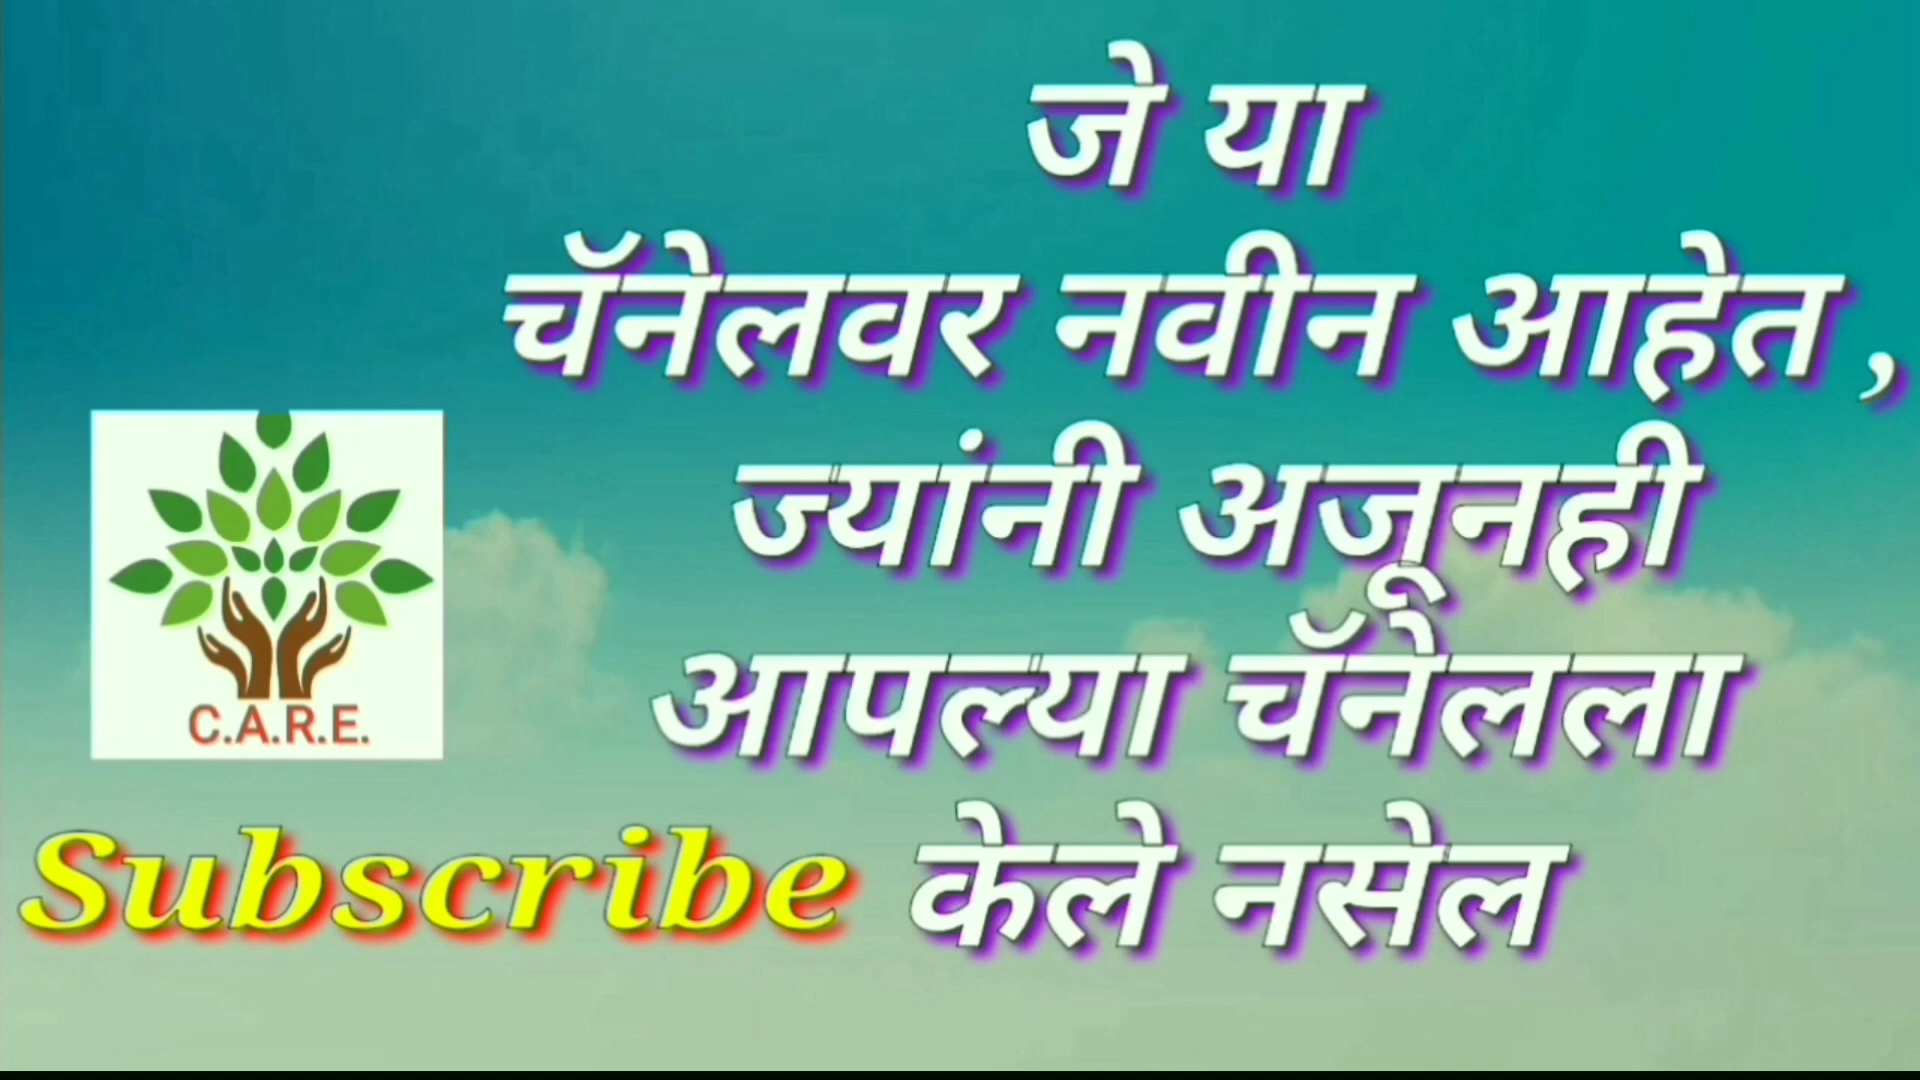 जे या
चॅनेलवर नवीन आहेत ,
ज्यांनी अजूनही
आपल्या चॅनेलला
C.A.R.E.
Subscribe केले नसेल